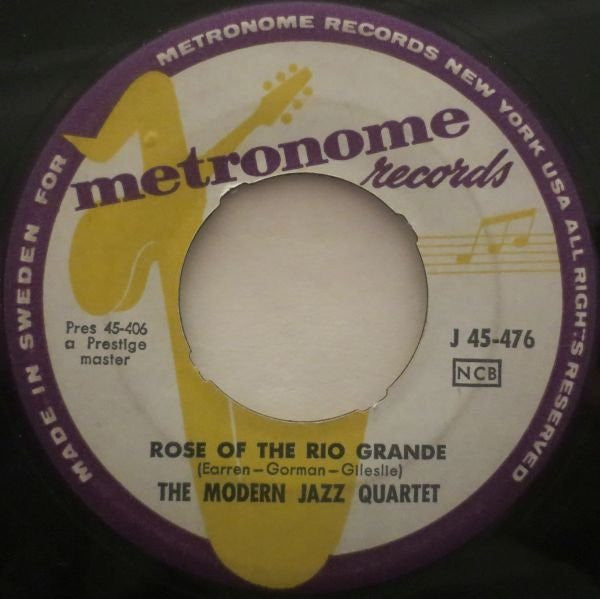 MADE IN SWEDEN FOR METRONOME RECORDS NEW YORK USA ALL RIGHTS RESERVED
metronome
records
Pres 45-406
a Prestige
master
J 45-476
NCB
ROSE OF THE RIO GRANDE
(Earren-Gorman-Gileslie)
THE MODERN JAZZ QUARTET